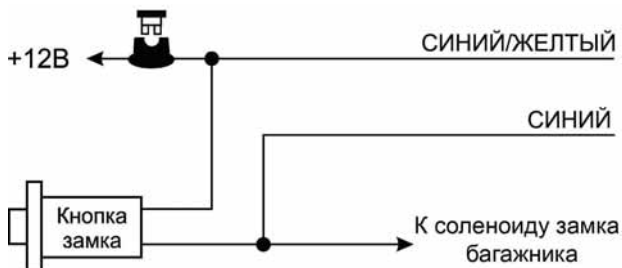 СИНИЙ/ЖЕЛТЫЙ
+12В
СИНИЙ
Кнопка
замка
К соленоиду замка
багажника